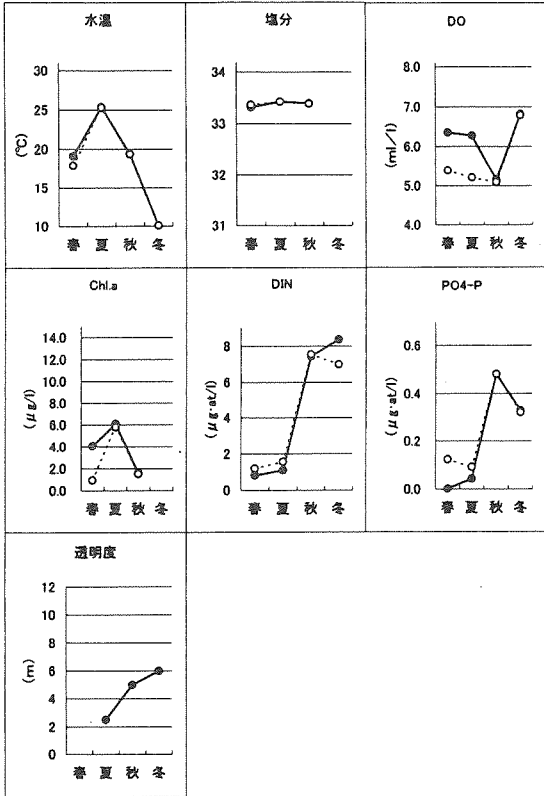 水温
(℃)
30
25
20
15
10
春 夏 秋 冬
塩分
34
33
32
31
春 夏 秋 冬
DO
(ml/l)
8.0
7.0
6.0
5.0
4.0
春 夏 秋 冬
Chl.a
(μg/l)
14.0
12.0
10.0
8.0
6.0
4.0
2.0
0.0
春 夏 秋 冬
DIN
(μg·at/l)
8
6
4
2
0
春 夏 秋 冬
PO4-P
(μg·at/l)
0.6
0.4
0.2
0.0
春 夏 秋 冬
透明度
(m)
12
10
8
6
4
2
0
春 夏 秋 冬